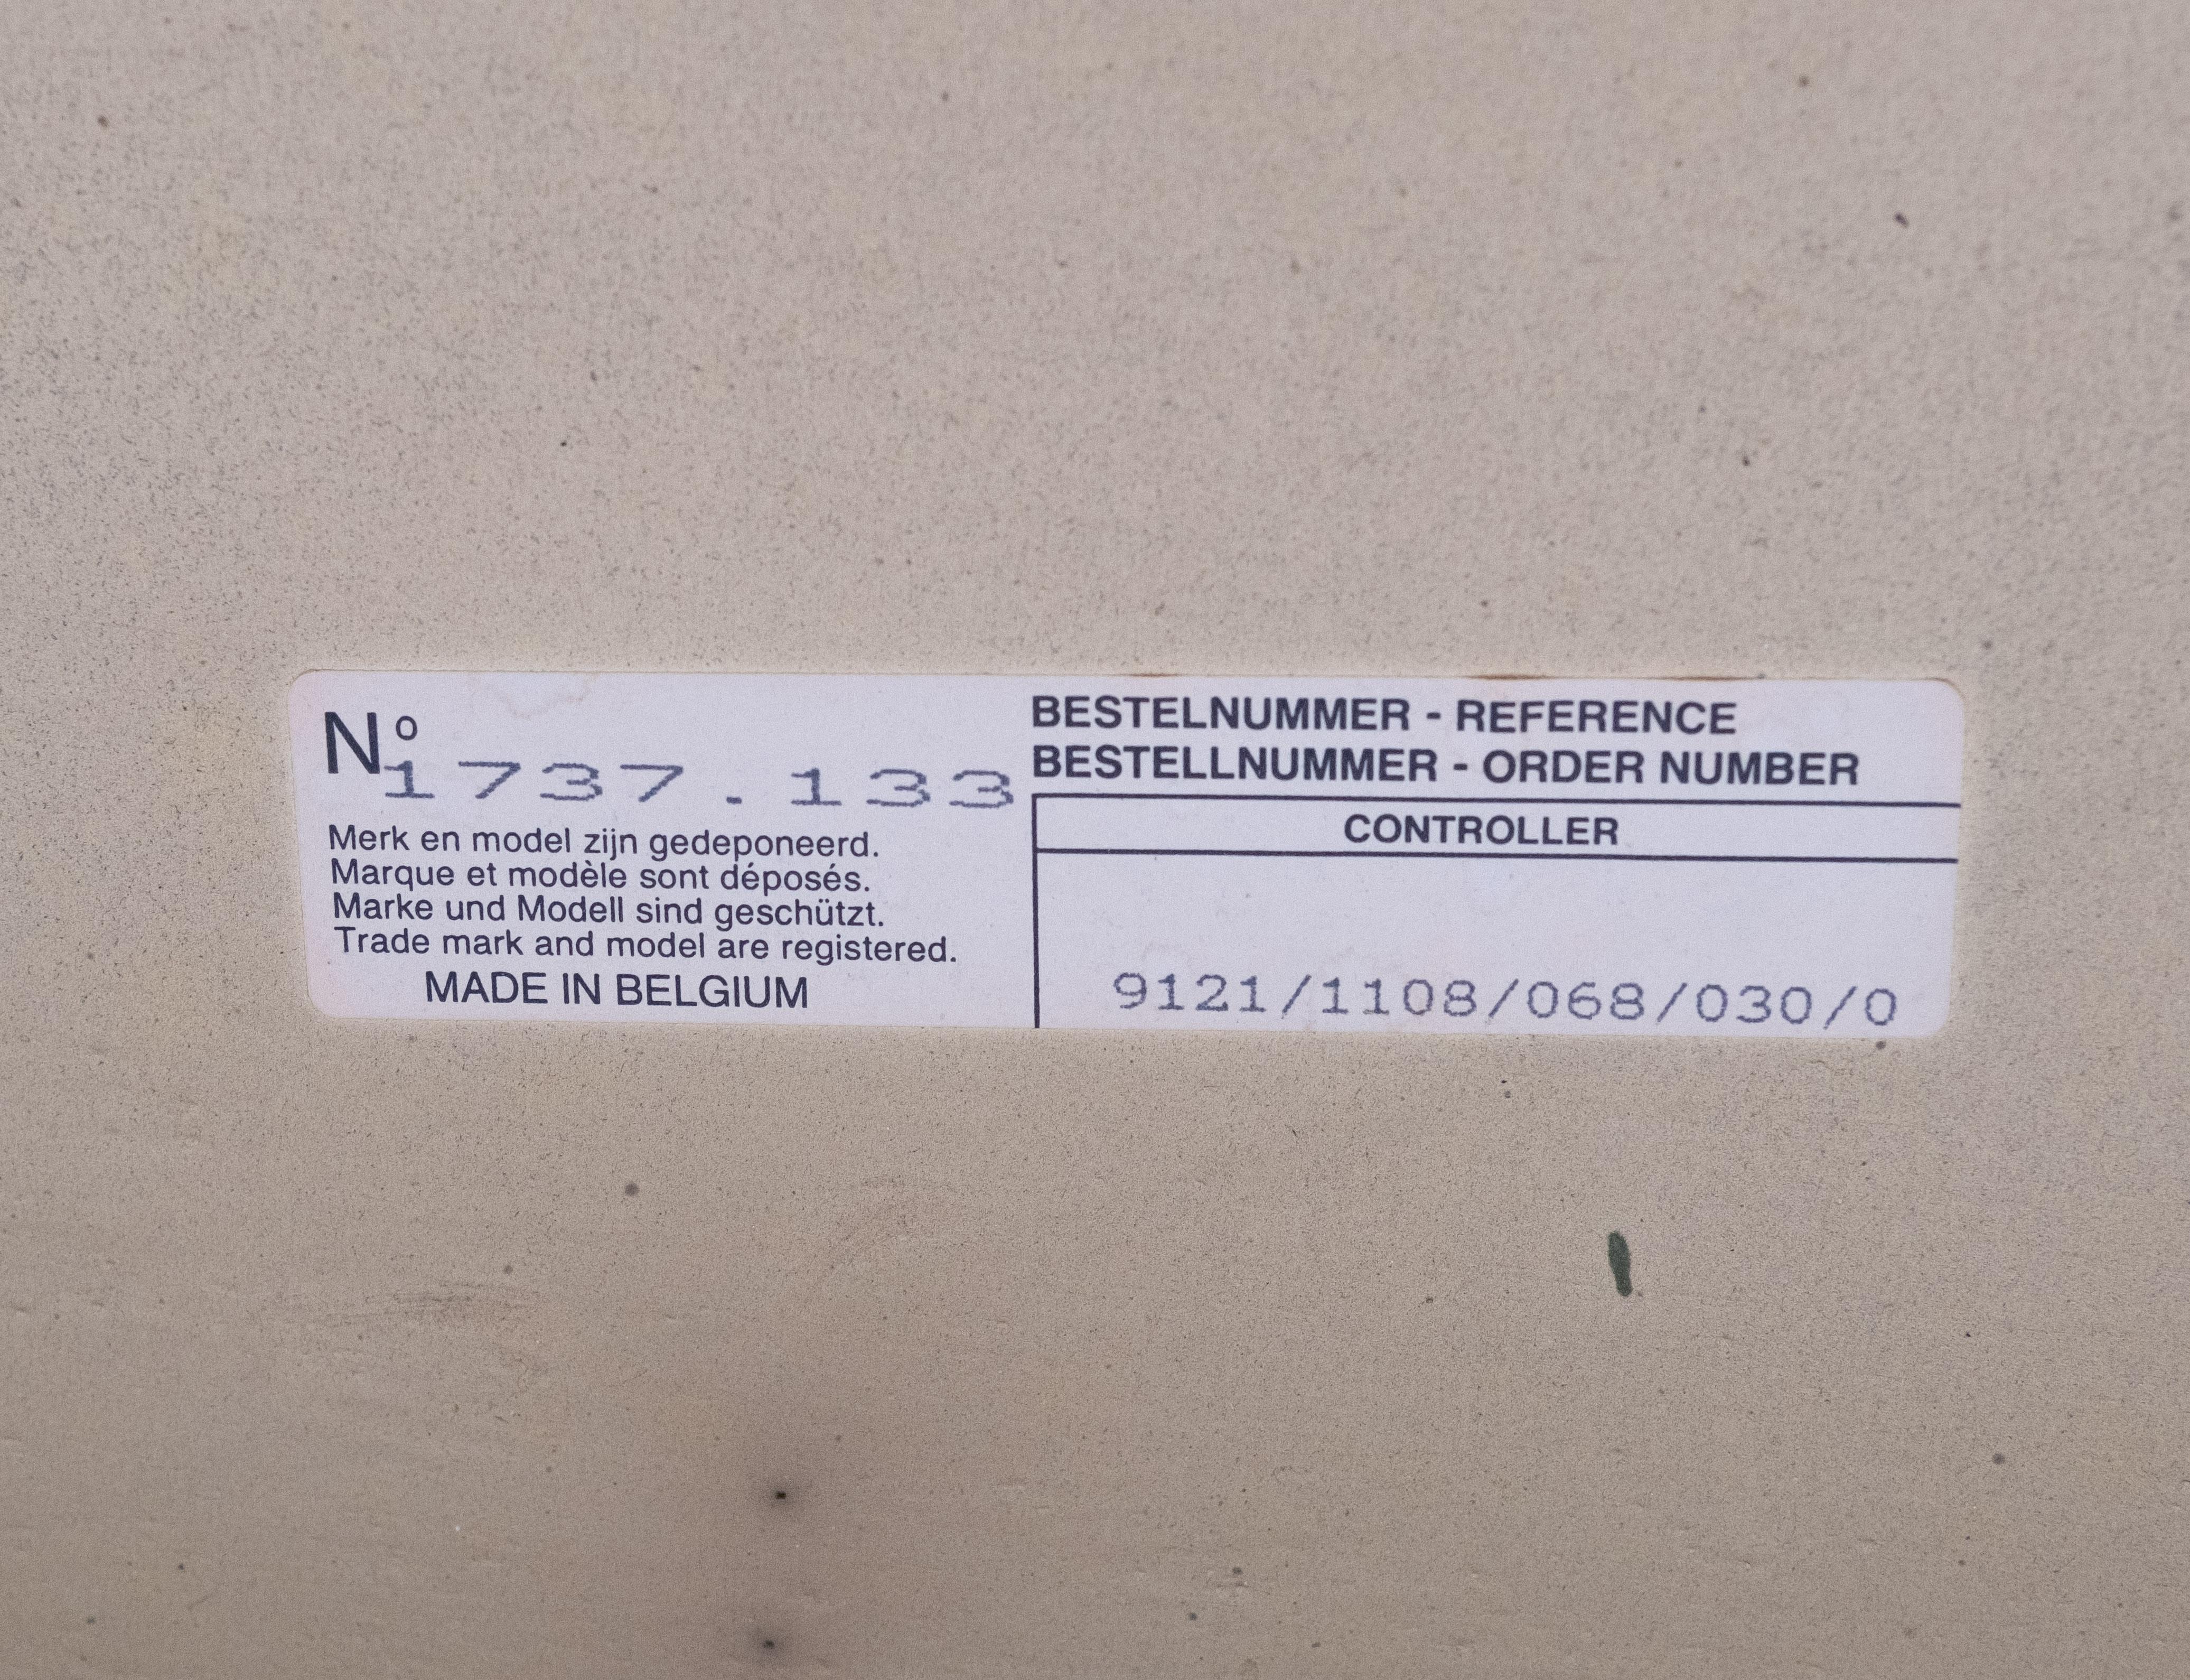 Nº
1737.133
Merk en model zijn gedeponeerd.
Marque et modèle sont déposés.
Marke und Modell sind geschützt.
Trade mark and model are registered.
MADE IN BELGIUM
BESTELNUMMER - REFERENCE
BESTELLNUMMER - ORDER NUMBER
CONTROLLER
9121/1108/068/030/0